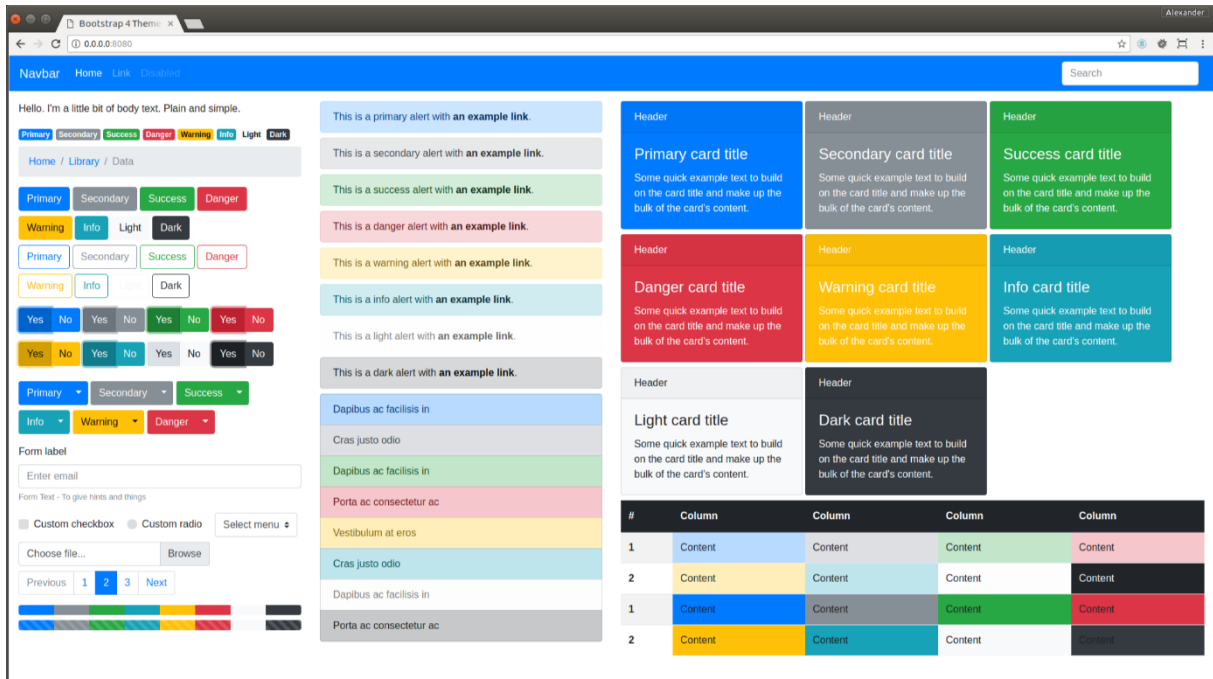 Alexander
Bootstrap 4 Theme
0.0.0.0:8080
Navbar Home Link Disabled Search
Hello. I'm a little bit of body text. Plain and simple.
Primary Secondary Success Danger Warning Info Light Dark
Home / Library / Data
Primary Secondary Success Danger
Warning Info Light Dark
Primary Secondary Success Danger
Warning Info Light Dark
Yes No Yes No Yes No Yes No
Yes No Yes No Yes No Yes No
Primary Secondary Success
Info Warning Danger
Form label
Enter email
Form Text - To give hints and things
Custom checkbox Custom radio Select menu
Choose file... Browse
Previous 1 2 3 Next
This is a primary alert with an example link.
This is a secondary alert with an example link.
This is a success alert with an example link.
This is a danger alert with an example link.
This is a warning alert with an example link.
This is a info alert with an example link.
This is a light alert with an example link.
This is a dark alert with an example link.
Dapibus ac facilisis in
Cras justo odio
Dapibus ac facilisis in
Porta ac consectetur ac
Vestibulum at eros
Cras justo odio
Dapibus ac facilisis in
Porta ac consectetur ac
Header
Primary card title
Some quick example text to build
on the card title and make up the
bulk of the card's content.
Header
Secondary card title
Some quick example text to build
on the card title and make up the
bulk of the card's content.
Header
Success card title
Some quick example text to build
on the card title and make up the
bulk of the card's content.
Header
Danger card title
Some quick example text to build
on the card title and make up the
bulk of the card's content.
Header
Warning card title
Some quick example text to build
on the card title and make up the
bulk of the card's content.
Header
Info card title
Some quick example text to build
on the card title and make up the
bulk of the card's content.
Header
Light card title
Some quick example text to build
on the card title and make up the
bulk of the card's content.
Header
Dark card title
Some quick example text to build
on the card title and make up the
bulk of the card's content.
# Column Column Column Column
1 Content Content Content Content
2 Content Content Content Content
1 Content Content Content Content
2 Content Content Content Content